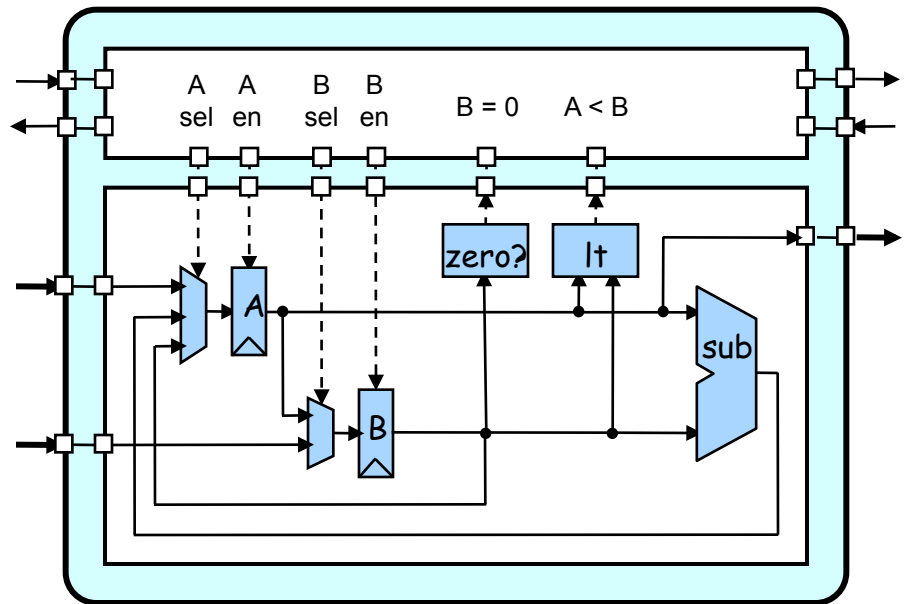 A A B B
sel en sel en B = 0 A < B
zero? lt
A
sub
B